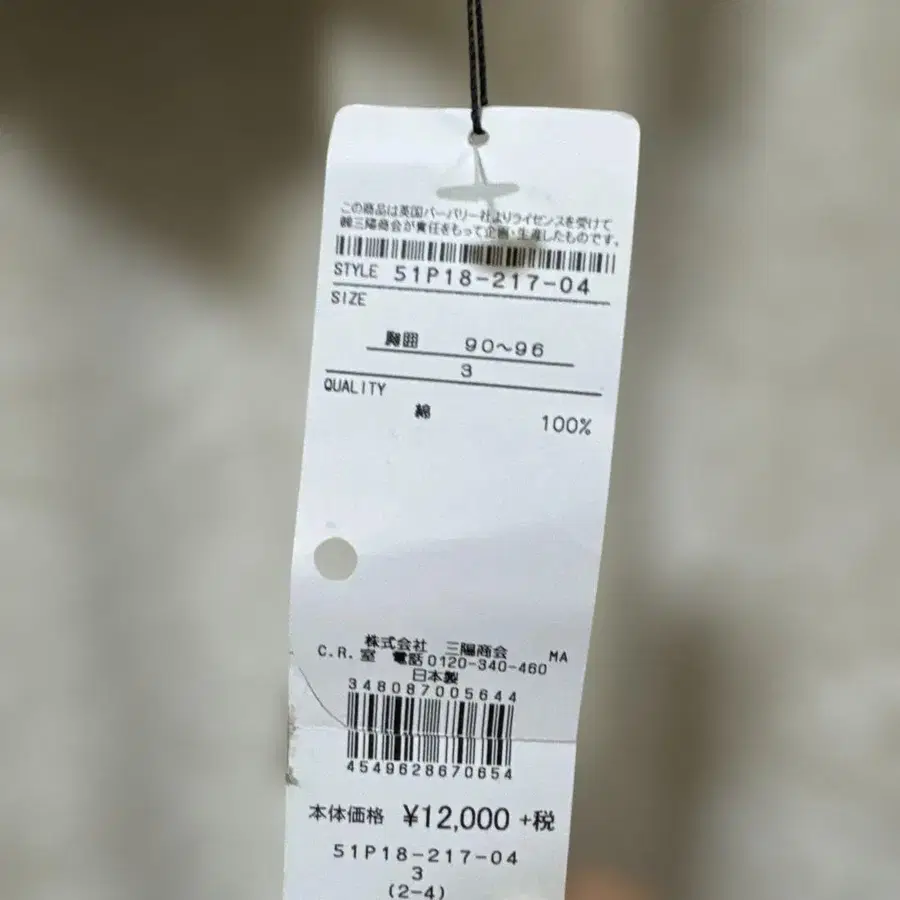 この商品は英国バーバリー社よりライセンスを受けて
㈱三陽商会が責任をもって企画・生産したものです。
STYLE 51P18-217-04
SIZE
胸囲 90~96
3
QUALITY
綿 100%
株式会社 三陽商会 MA
C.R.室 電話0120-340-460
日本製
348087005644
4549628670654
本体価格 ¥12,000 +税
51P18-217-04
3
(2-4)